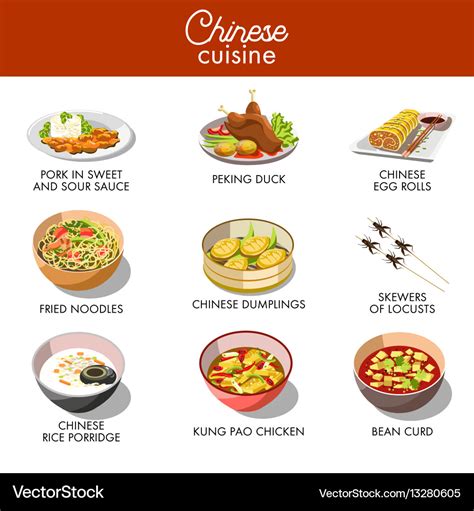 Chinese
cuisine
PORK IN SWEET
AND SOUR SAUCE
PEKING DUCK
CHINESE
EGG ROLLS
FRIED NOODLES
CHINESE DUMPLINGS
SKEWERS
OF LOCUSTS
CHINESE
RICE PORRIDGE
KUNG PAO CHICKEN
BEAN CURD
VectorStock®
VectorStock.com/13280605